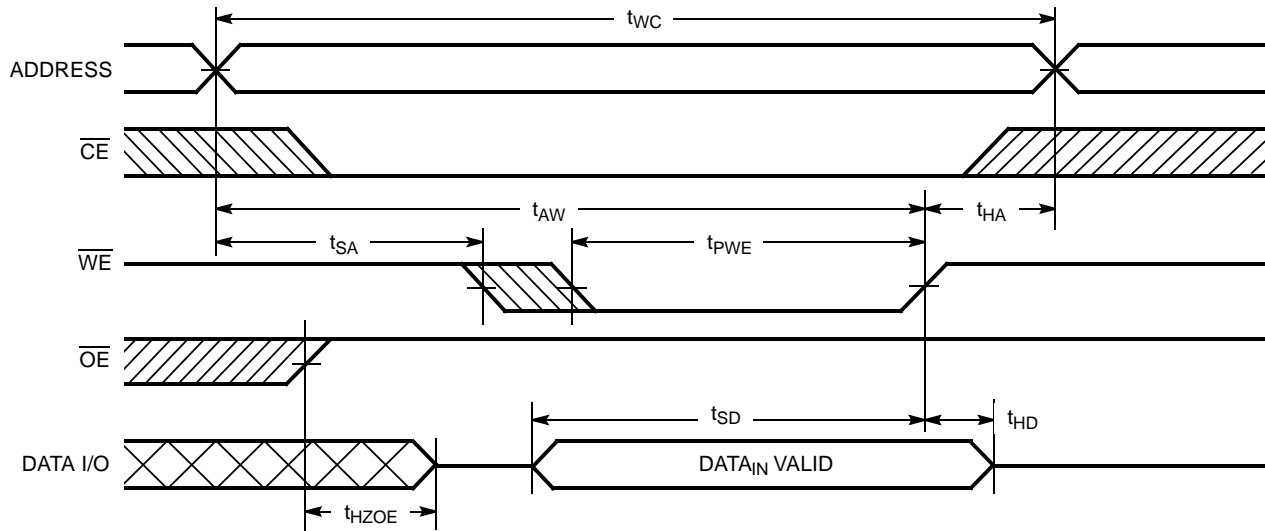 tWC
ADDRESS
CE
tAW
tHA
tSA
tPWE
WE
OE
tSD
tHD
DATA I/O
DATAIN VALID
tHZOE